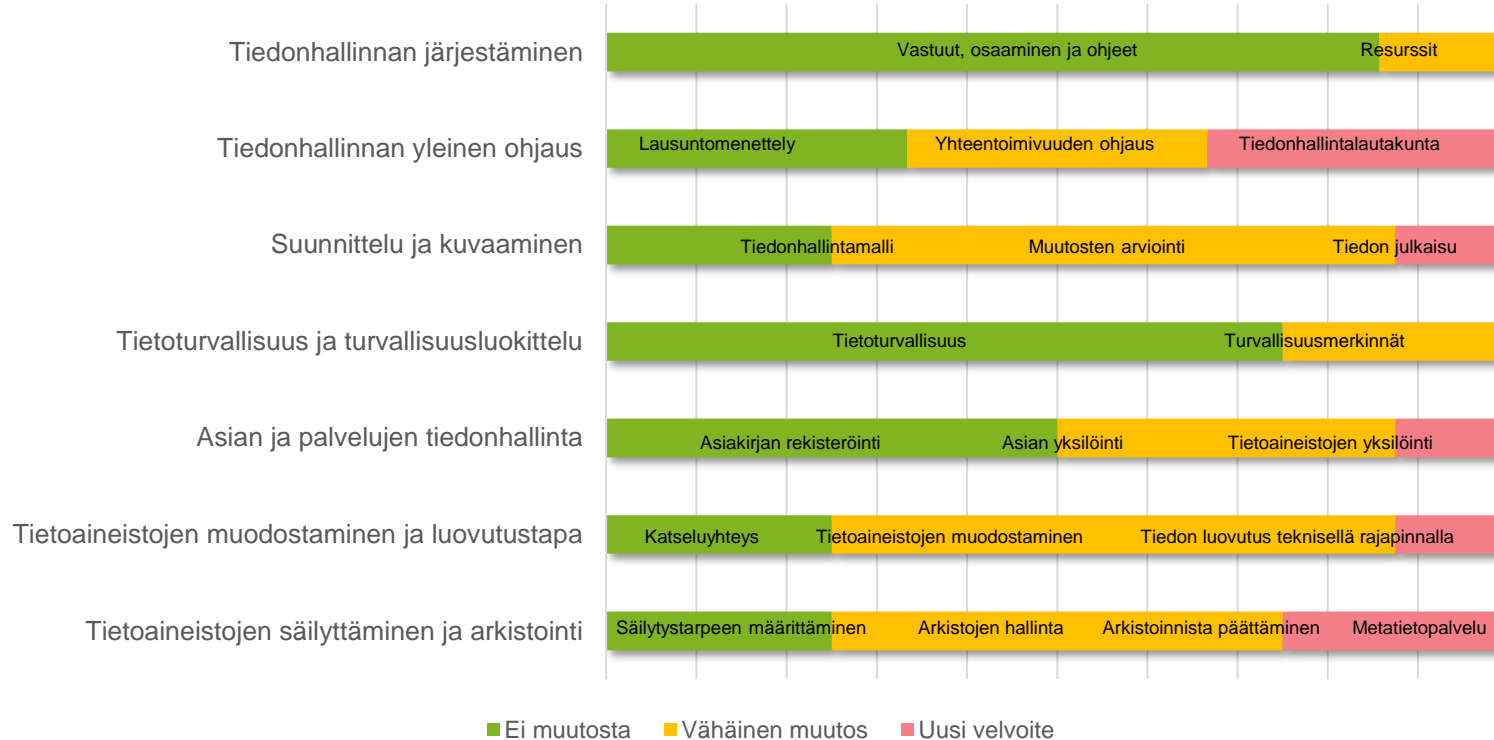 Tiedonhallinnan järjestäminen
Vastuut, osaaminen ja ohjeet
Resurssit
Tiedonhallinnan yleinen ohjaus
Lausuntomenettely
Yhteentoimivuuden ohjaus
Tiedonhallintalautakunta
Suunnittelu ja kuvaaminen
Tiedonhallintamalli
Muutosten arviointi
Tiedon julkaisu
Tietoturvallisuus ja turvallisuusluokittelu
Tietoturvallisuus
Turvallisuusmerkinnät
Asian ja palvelujen tiedonhallinta
Asiakirjan rekisteröinti
Asian yksilöinti
Tietoaineistojen yksilöinti
Tietoaineistojen muodostaminen ja luovutustapa
Katseluyhteys
Tietoaineistojen muodostaminen
Tiedon luovutus teknisellä rajapinnalla
Tietoaineistojen säilyttäminen ja arkistointi
Säilytystarpeen määrittäminen
Arkistojen hallinta
Arkistoinnista päättäminen
Metatietopalvelu
Ei muutosta
Vähäinen muutos
Uusi velvoite